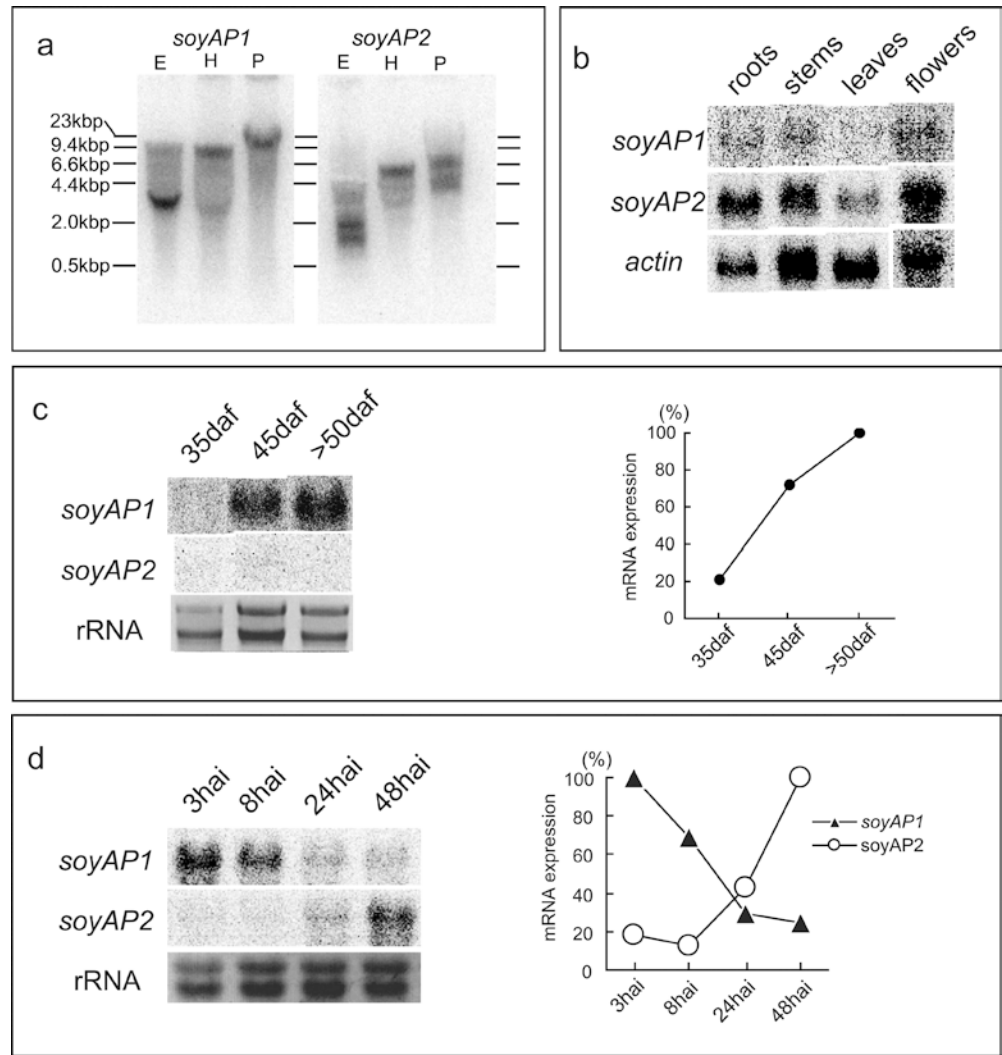 a
soyAP1 soyAP2
E H P E H P
23kbp
9.4kbp
6.6kbp
4.4kbp
2.0kbp
0.5kbp
b
roots stems leaves flowers
soyAP1
soyAP2
actin
c
35daf 45daf >50daf
soyAP1
soyAP2
rRNA
(%)
100
80
60
40
20
0
mRNA expression
35daf 45daf >50daf
d
3hai 8hai 24hai 48hai
soyAP1
soyAP2
rRNA
(%)
100
80
60
40
20
0
mRNA expression
3hai 8hai 24hai 48hai
soyAP1
soyAP2